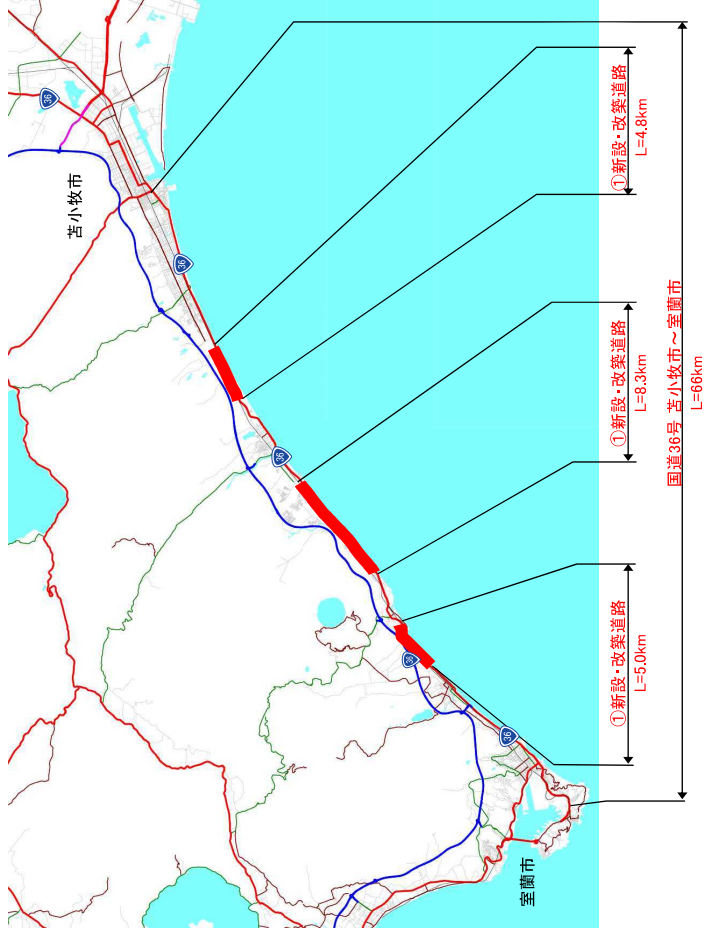 36
苫小牧市
36
①新設・改築道路
L=4.8km
36
①新設・改築道路
L=8.3km
国道36号 苫小牧市～室蘭市
L=66km
36
①新設・改築道路
L=5.0km
36
室蘭市